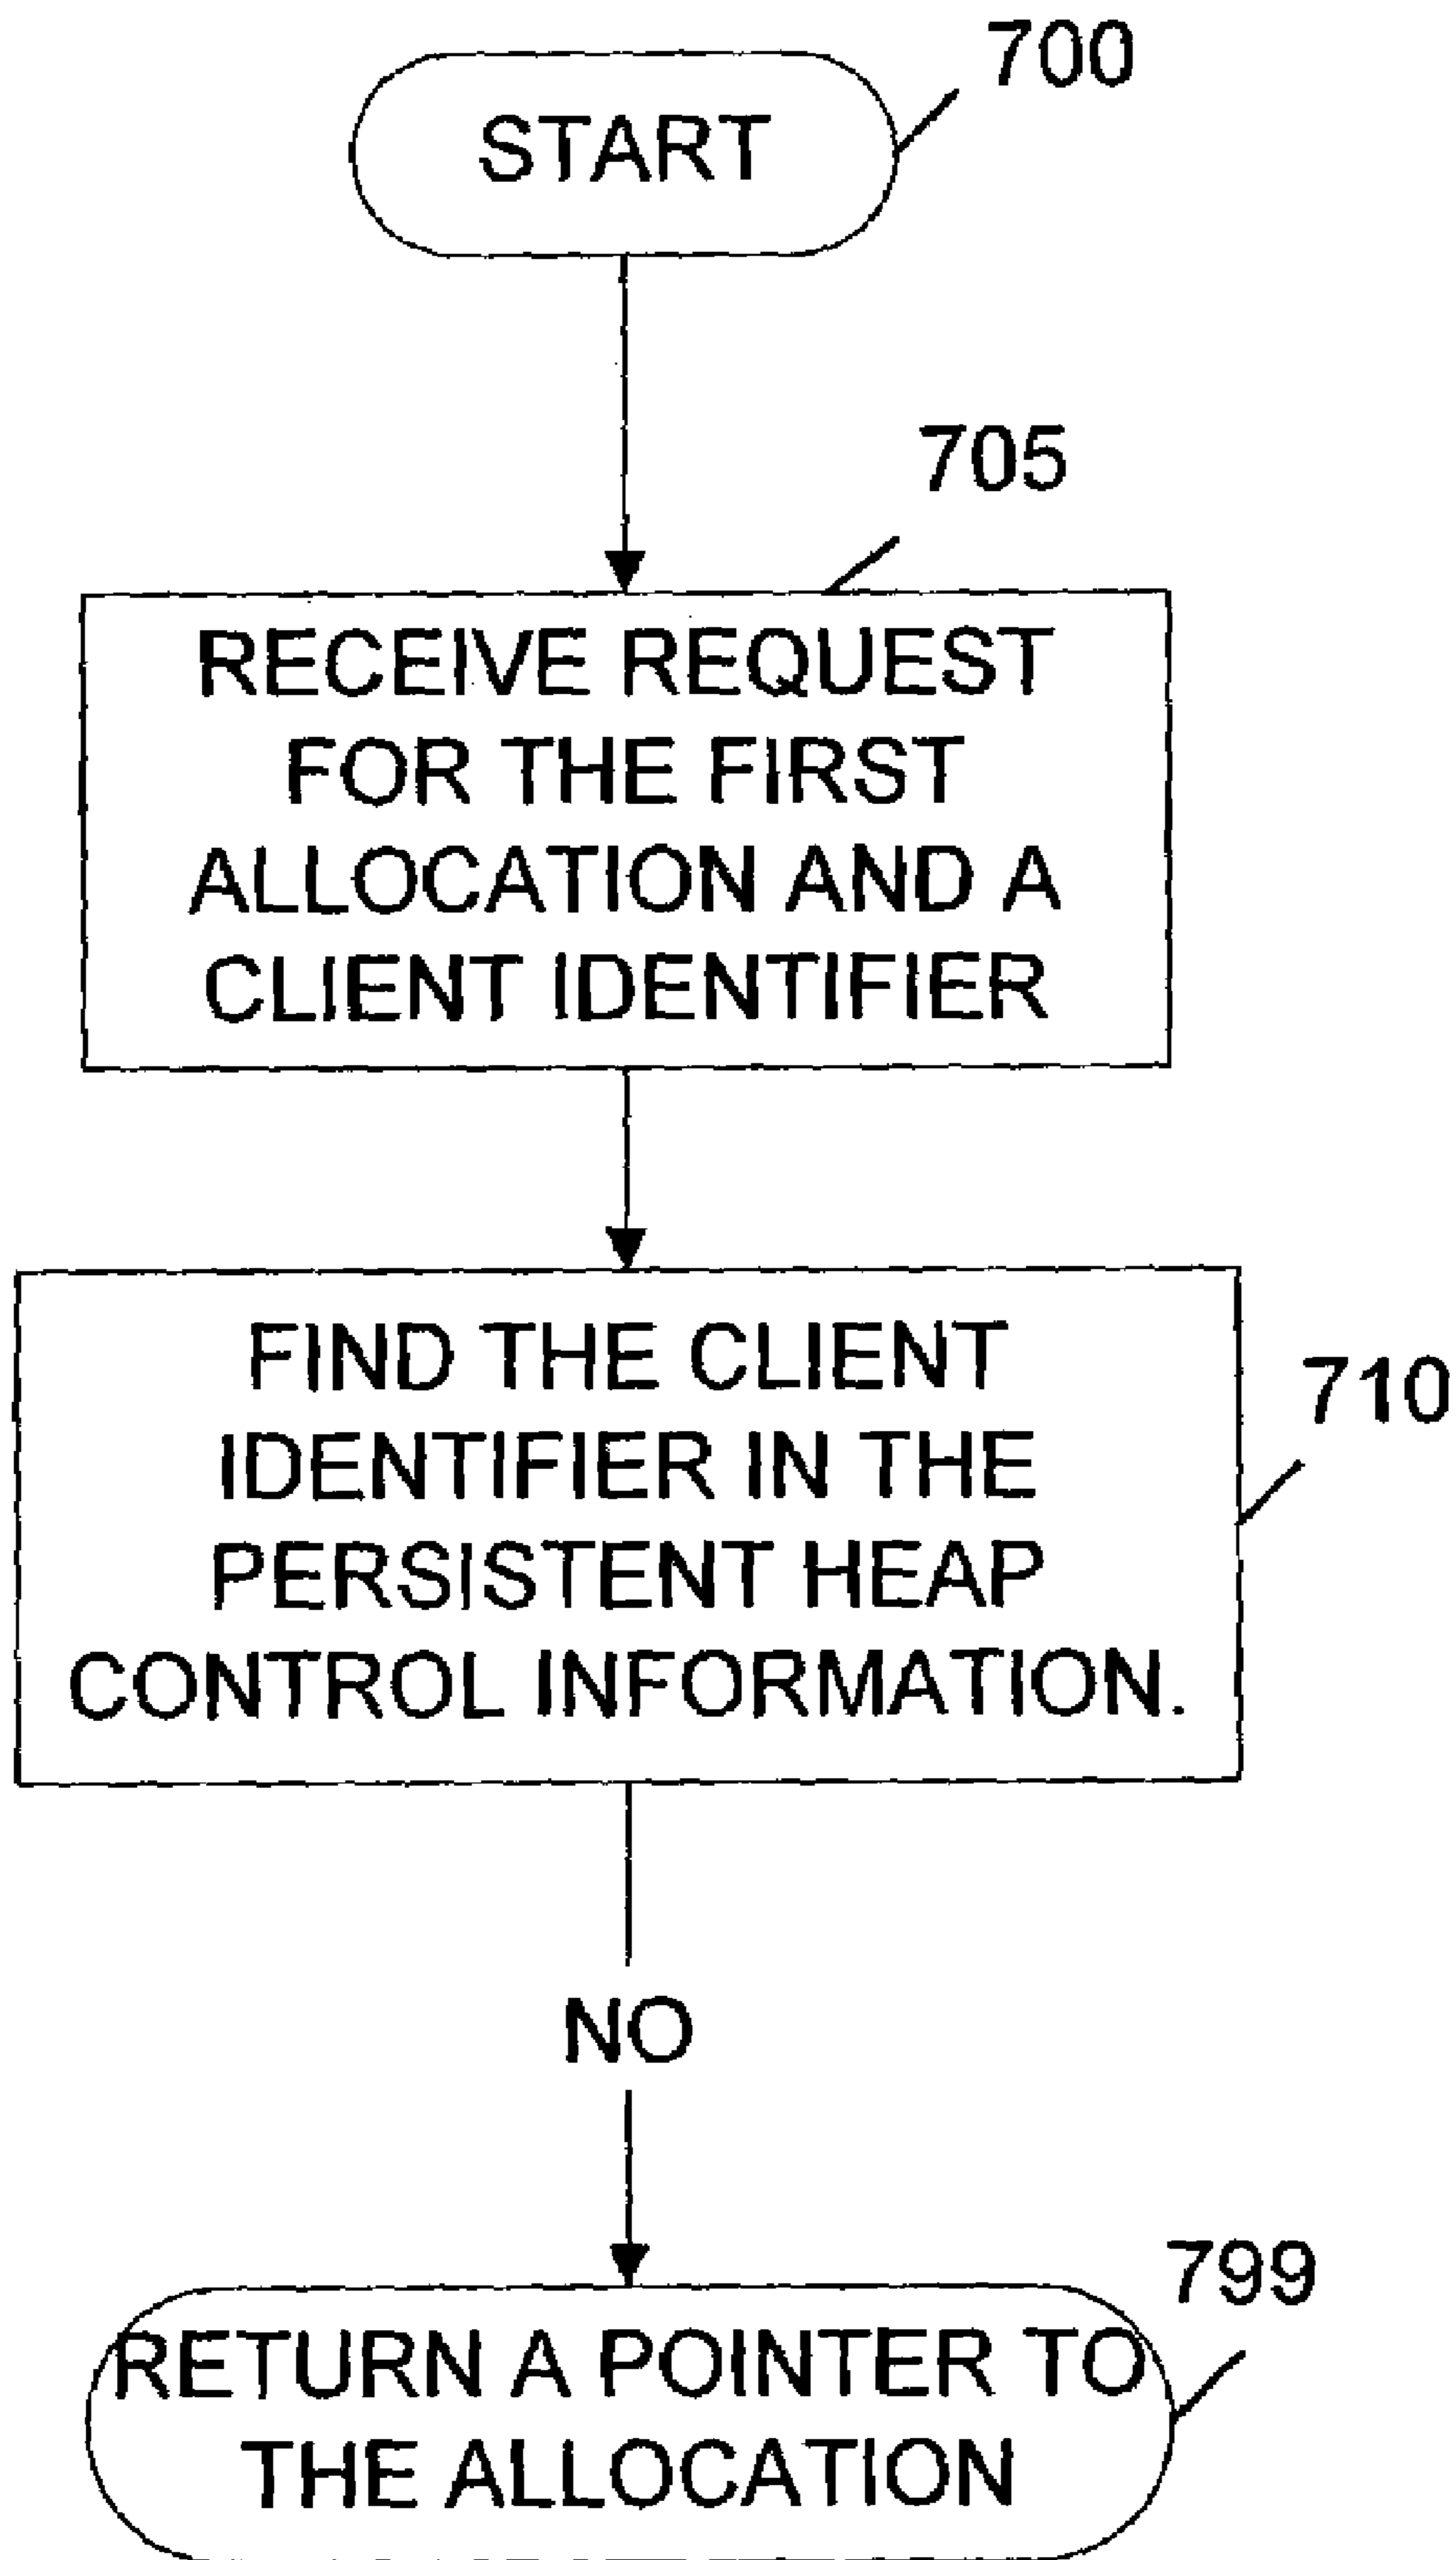 700
START
705
RECEIVE REQUEST
FOR THE FIRST
ALLOCATION AND A
CLIENT IDENTIFIER
FIND THE CLIENT
710
IDENTIFIER IN THE
PERSISTENT HEAP
CONTROL INFORMATION.
NO
799
RETURN A POINTER TO
THE ALLOCATION